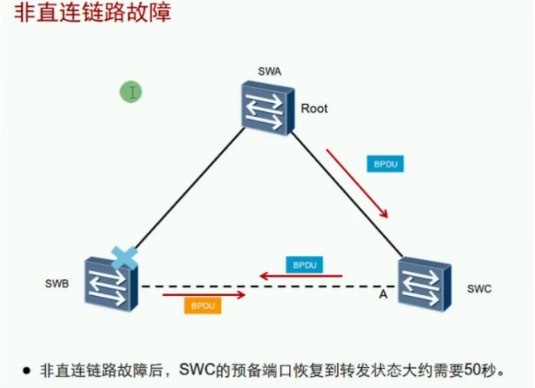 非直连链路故障
SWA
Root
BPDU
BPDU
SWB
A
SWC
BPDU
● 非直连链路故障后，SWC的预备端口恢复到转发状态大约需要50秒。